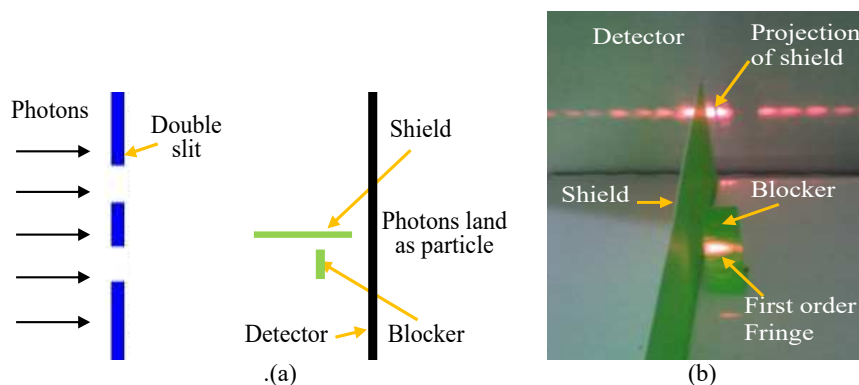 Photons
Double
slit
Shield
Photons land
as particle
Detector
Blocker
.(a)
Detector
Projection
of shield
Shield
Blocker
First order
Fringe
(b)